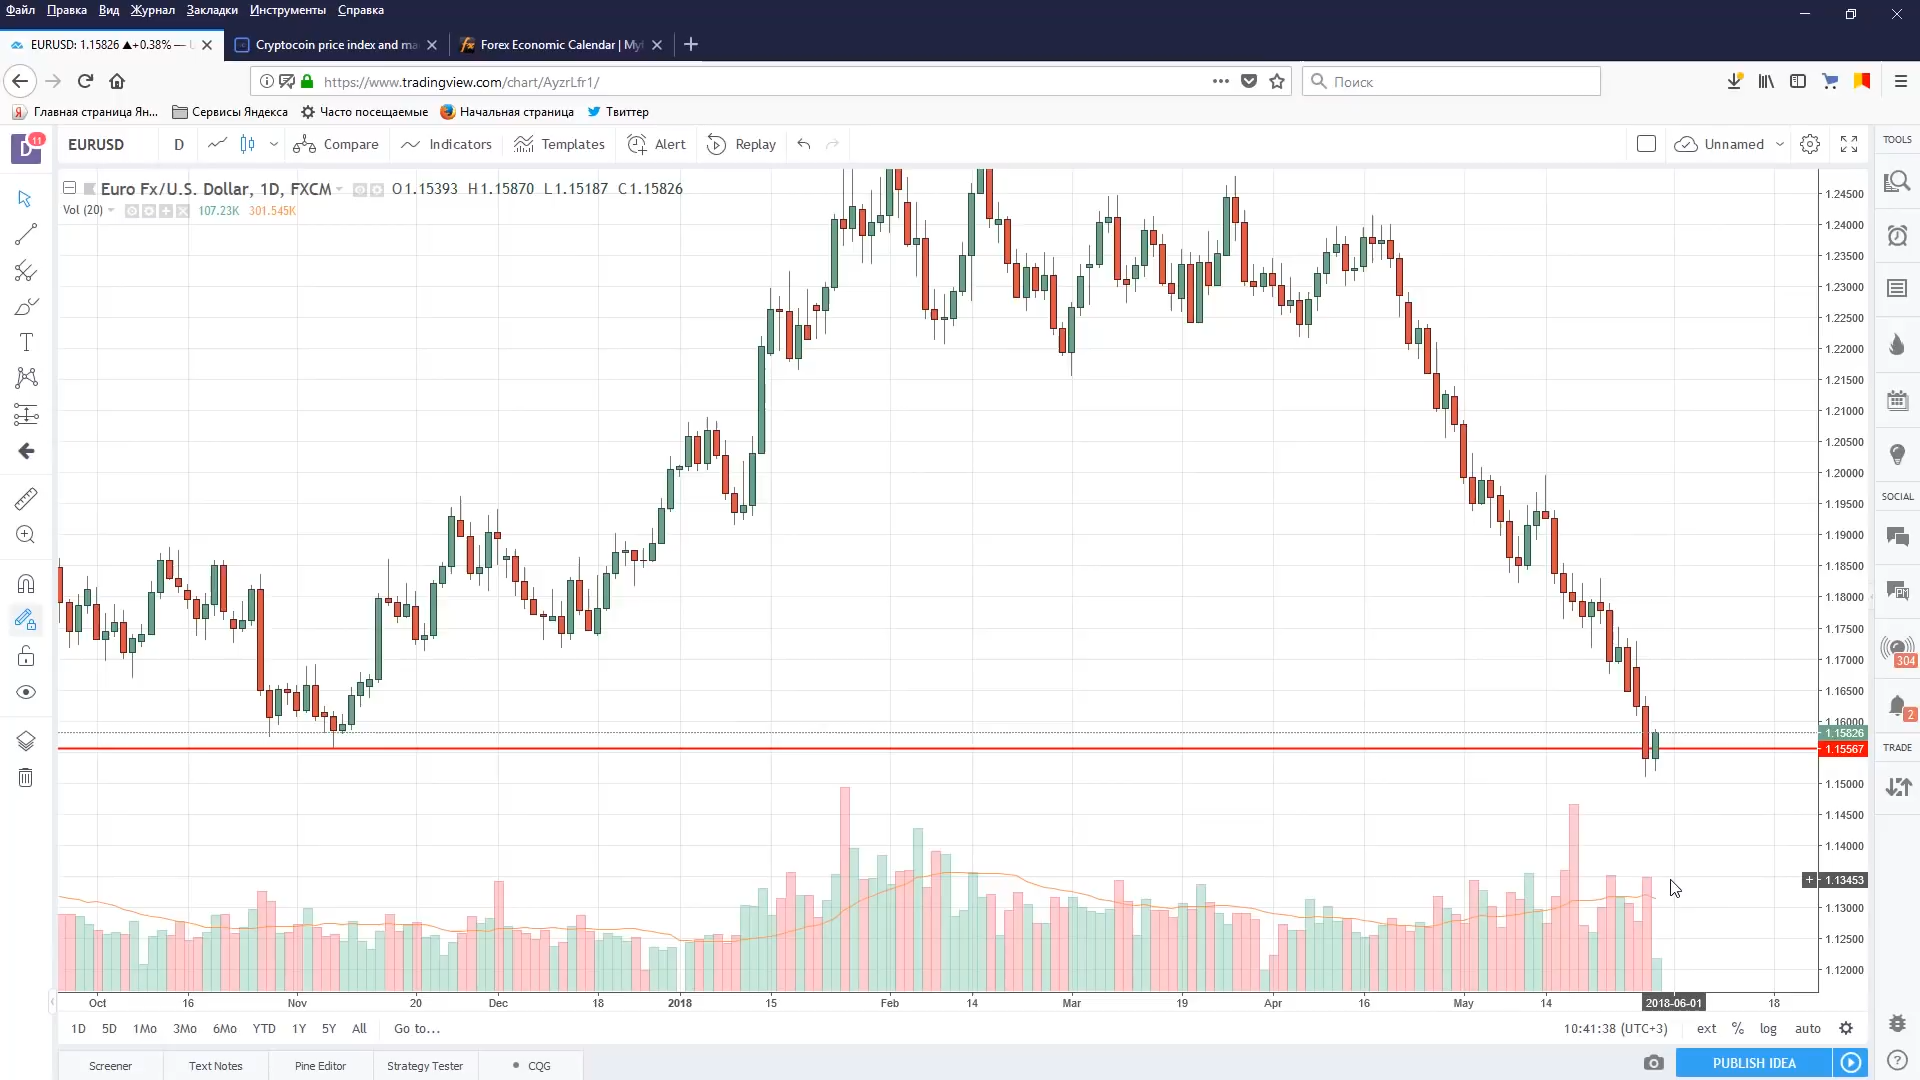 Файл Правка Вид Журнал Закладки Инструменты Справка
EURUSD: 1.15826 ▲+0.38% — Cryptocoin price index and ma Forex Economic Calendar | Myf
https://www.tradingview.com/chart/AyzrLfr1/ Поиск
Главная страница Ян... Сервисы Яндекса Часто посещаемые Начальная страница Твиттер
D 11 EURUSD D Compare Indicators Templates Alert Replay Unnamed TOOLS
Euro Fx/U.S. Dollar, 1D, FXCM O1.15393 H1.15870 L1.15187 C1.15826
Vol (20) 107.23K 301.545K
1.24500
1.24000
1.23500
1.23000
1.22500
1.22000
1.21500
1.21000
1.20500
1.20000
SOCIAL
1.19500
1.19000
1.18500
1.18000
1.17500
1.17000
304
1.16500
2
1.16000
1.15826
1.15567
TRADE
1.15000
1.14500
1.14000
1.13453
1.13000
1.12500
1.12000
Oct 16 Nov 20 Dec 18 2018 15 Feb 14 Mar 19 Apr 16 May 14 2018-06-01 18
1D 5D 1Mo 3Mo 6Mo YTD 1Y 5Y All Go to... 10:41:38 (UTC+3) ext % log auto
Screener Text Notes Pine Editor Strategy Tester CQG PUBLISH IDEA